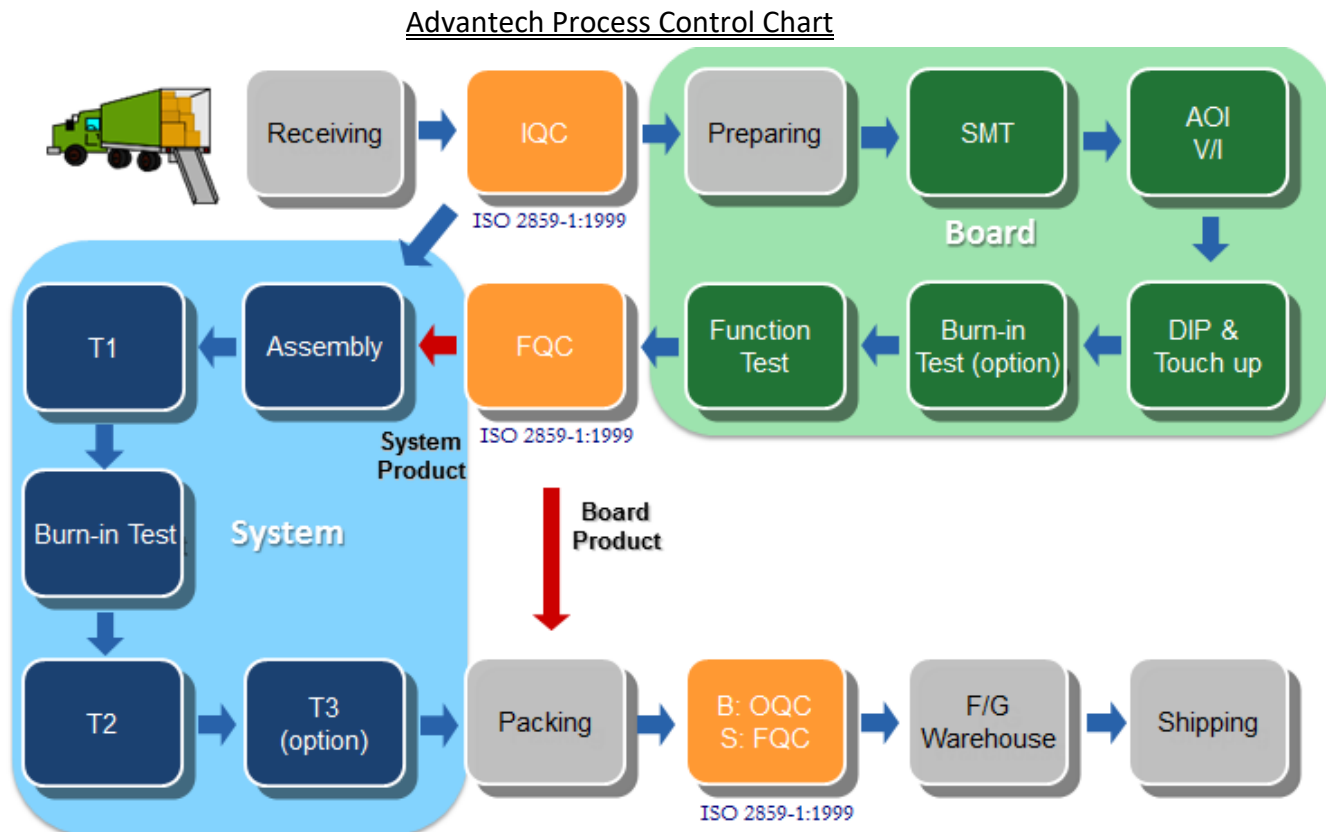 Advantech Process Control Chart
Receiving
IQC
ISO 2859-1:1999
Preparing
SMT
AOI
V/I
Board
T1
Assembly
FQC
ISO 2859-1:1999
Function
Test
Burn-in
Test (option)
DIP &
Touch up
System
Product
Burn-in Test
System
Board
Product
T2
T3
(option)
Packing
B: OQC
S: FQC
ISO 2859-1:1999
F/G
Warehouse
Shipping